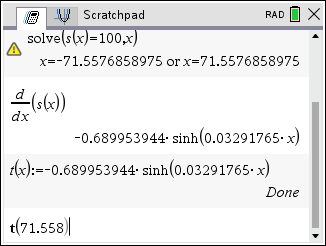 Scratchpad
RAD
solve(s(x)=100,x)
x=-71.5576858975 or x=71.5576858975
d/dx(s(x))
-0.689953944· sinh(0.03291765· x)
t(x):=-0.689953944· sinh(0.03291765· x)
Done
t(71.558)